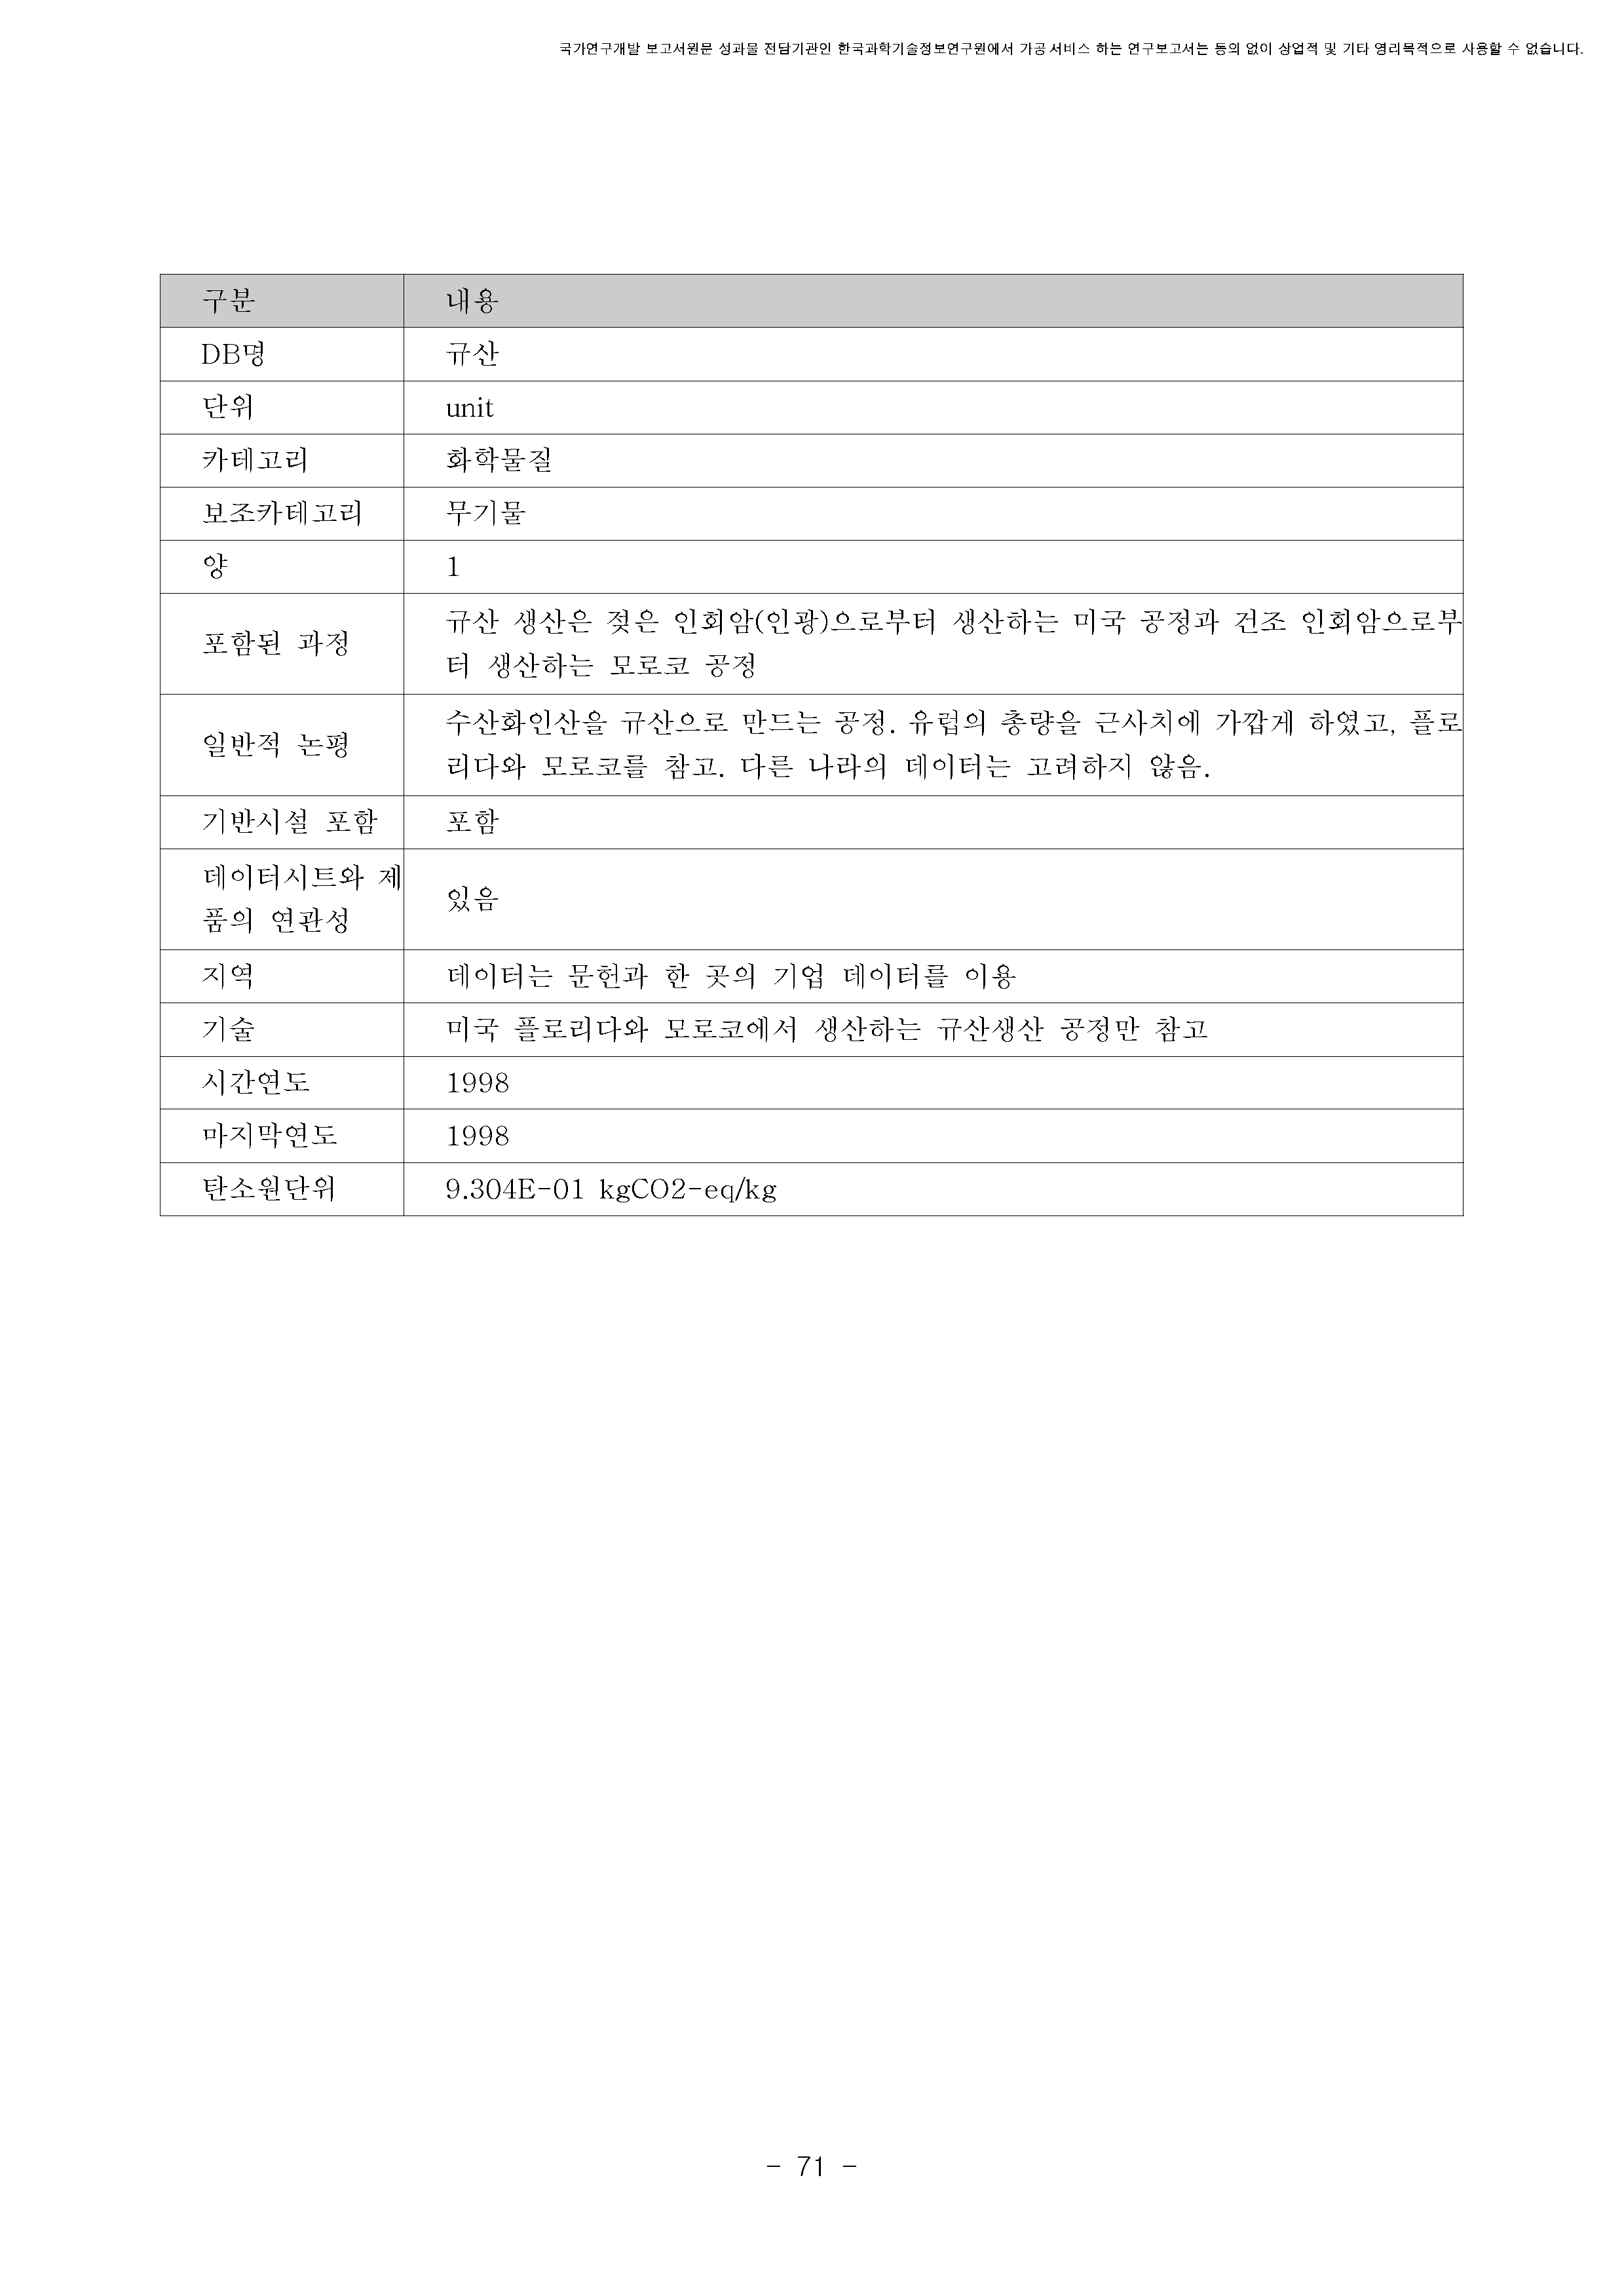 국가연구개발 보고서원문 성과물 전담기관인 한국과학기술정보연구원에서 가공·서비스 하는 연구보고서는 동의 없이 상업적 및 기타 영리목적으로 사용할 수 없습니다.
구분 내용
DB명 규산
단위 unit
카테고리 화학물질
보조카테고리 무기물
양 1
포함된 과정 규산 생산은 젖은 인회암(인광)으로부터 생산하는 미국 공정과 건조 인회암으로부
터 생산하는 모로코 공정
일반적 논평 수산화인산을 규산으로 만드는 공정. 유럽의 총량을 근사치에 가깝게 하였고, 플로
리다와 모로코를 참고. 다른 나라의 데이터는 고려하지 않음.
기반시설 포함 포함
데이터시트와 제
품의 연관성 있음
지역 데이터는 문헌과 한 곳의 기업 데이터를 이용
기술 미국 플로리다와 모로코에서 생산하는 규산생산 공정만 참고
시간연도 1998
마지막연도 1998
탄소원단위 9.304E-01 kgCO2-eq/kg
- 71 -